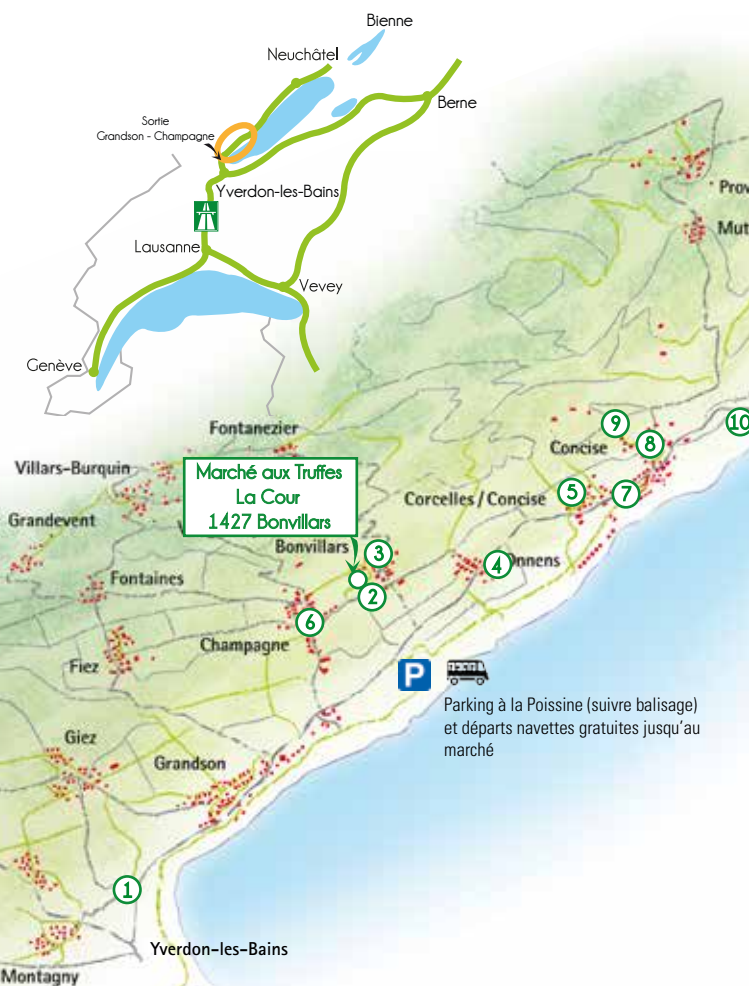 Bienne
Neuchâtel
Berne
Sortie
Grandson - Champagne
Yverdon-les-Bains
Lausanne
Vevey
Genève
Prov
Mut
Fontanezier
Villars-Burquin
Marché aux Truffes
La Cour
1427 Bonvillars
Grandevent
Bonvillars
Fontaines
Fiez
Champagne
Corcelles / Concise
Concise
Onnens
9
8
10
5
7
3
4
2
6
P
Parking à la Poissine (suivre balisage)
et départs navettes gratuites jusqu'au
marché
Giez
Grandson
1
Yverdon-les-Bains
Montagny